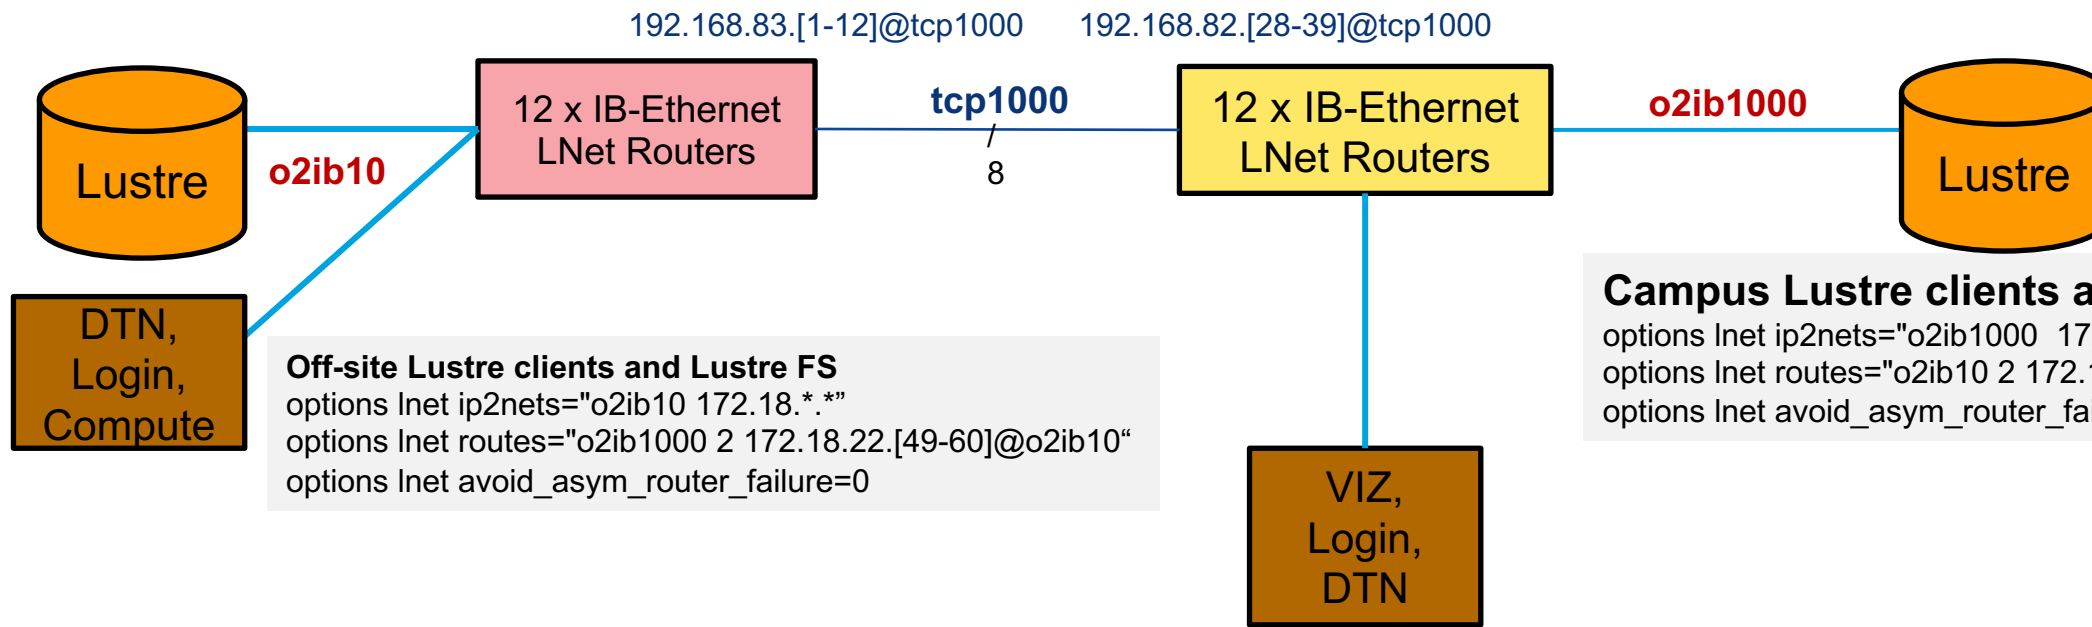 192.168.83.[1-12]@tcp1000
192.168.82.[28-39]@tcp1000
Lustre
o2ib10
12 x IB-Ethernet
LNet Routers
tcp1000
/
8
12 x IB-Ethernet
LNet Routers
o2ib1000
Lustre
DTN,
Login,
Compute
Off-site Lustre clients and Lustre FS
options lnet ip2nets="o2ib10 172.18.*.*”
options lnet routes="o2ib1000 2 172.18.22.[49-60]@o2ib10“
options lnet avoid_asym_router_failure=0
VIZ,
Login,
DTN
Campus Lustre clients a
options lnet ip2nets="o2ib1000  17
options lnet routes="o2ib10 2 172.1
options lnet avoid_asym_router_fai